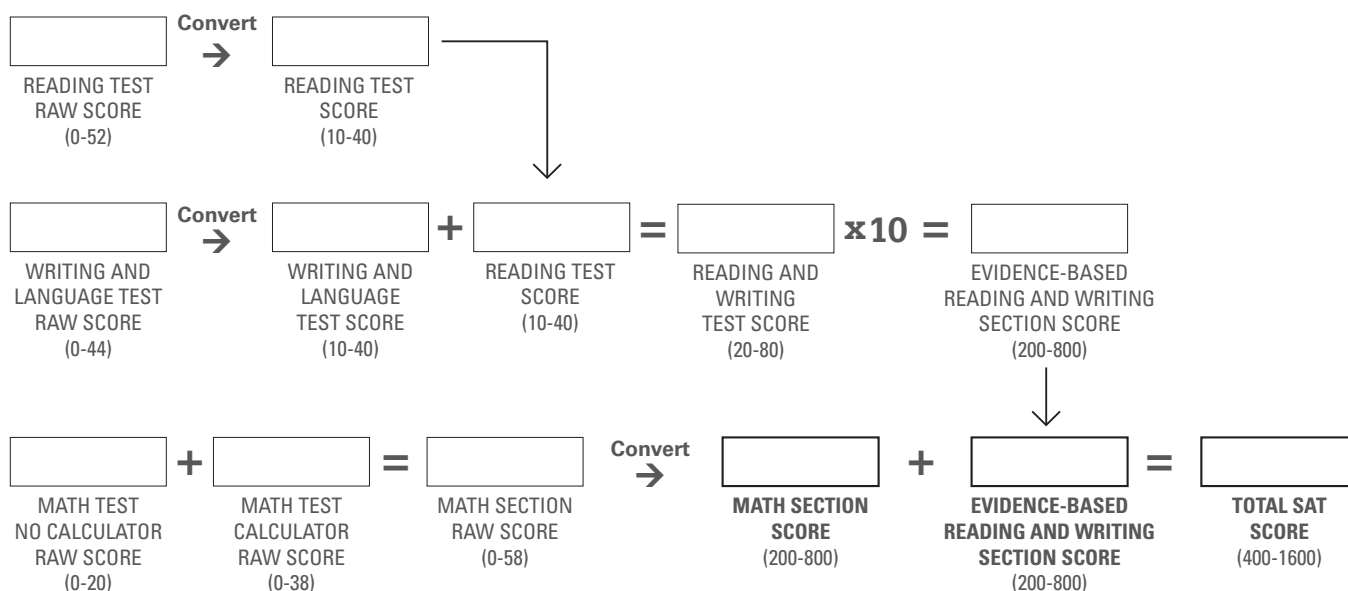 Convert
→
READING TEST
RAW SCORE
(0-52)
READING TEST
SCORE
(10-40)
Convert
→
+
=
x10 =
WRITING AND
LANGUAGE TEST
RAW SCORE
(0-44)
WRITING AND
LANGUAGE
TEST SCORE
(10-40)
READING TEST
SCORE
(10-40)
READING AND
WRITING
TEST SCORE
(20-80)
EVIDENCE-BASED
READING AND WRITING
SECTION SCORE
(200-800)
+
=
Convert
→
+
=
MATH TEST
NO CALCULATOR
RAW SCORE
(0-20)
MATH TEST
CALCULATOR
RAW SCORE
(0-38)
MATH SECTION
RAW SCORE
(0-58)
MATH SECTION
SCORE
(200-800)
EVIDENCE-BASED
READING AND WRITING
SECTION SCORE
(200-800)
TOTAL SAT
SCORE
(400-1600)